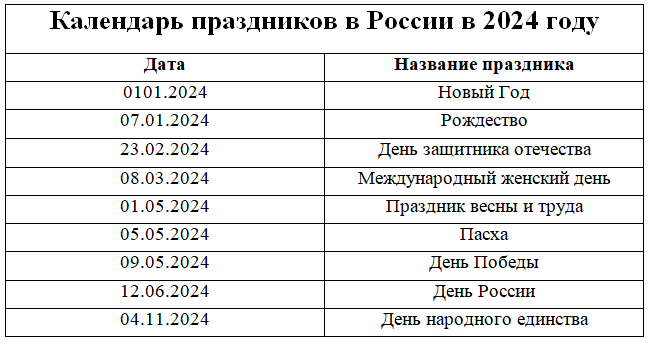 Календарь праздников в России в 2024 году
Дата Название праздника
0101.2024 Новый Год
07.01.2024 Рождество
23.02.2024 День защитника отечества
08.03.2024 Международный женский день
01.05.2024 Праздник весны и труда
05.05.2024 Пасха
09.05.2024 День Победы
12.06.2024 День России
04.11.2024 День народного единства